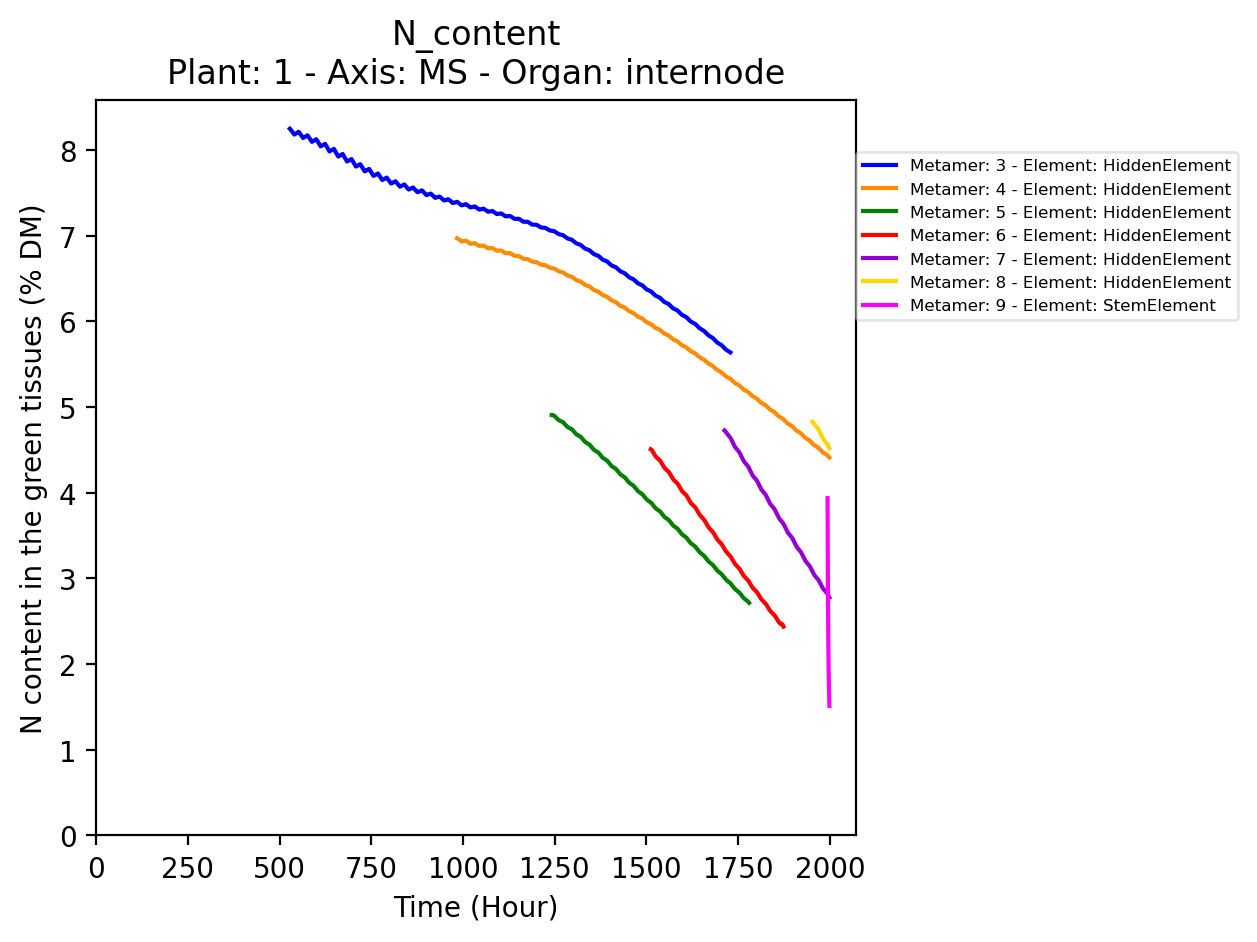 N_content
Plant: 1 - Axis: MS - Organ: internode
N content in the green tissues (% DM)
8
7
6
5
4
3
2
1
0
0 250 500 750 1000 1250 1500 1750 2000
Time (Hour)
Metamer: 3 - Element: HiddenElement
Metamer: 4 - Element: HiddenElement
Metamer: 5 - Element: HiddenElement
Metamer: 6 - Element: HiddenElement
Metamer: 7 - Element: HiddenElement
Metamer: 8 - Element: HiddenElement
Metamer: 9 - Element: StemElement